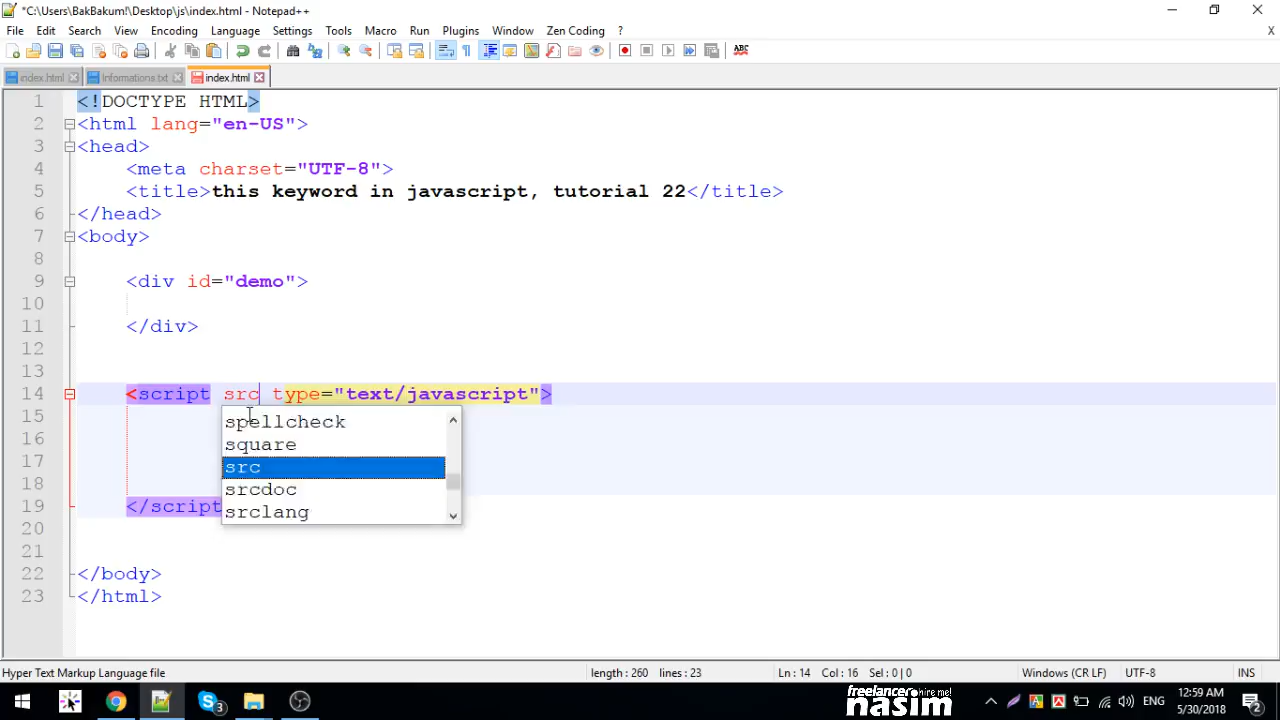 *C:\Users\BakBakum!\Desktop\js\index.html - Notepad++
File Edit Search View Encoding Language Settings Tools Macro Run Plugins Window Zen Coding ? X
index.html Informations.txt index.html
1 <!DOCTYPE HTML>
2 <html lang="en-US">
3 <head>
4 <meta charset="UTF-8">
5 <title>this keyword in javascript, tutorial 22</title>
6 </head>
7 <body>
8
9 <div id="demo">
10
11 </div>
12
13
14 <script src type="text/javascript">
15 spellcheck
16 square
17 src
18 srcdoc
19 </script srclang
20
21
22 </body>
23 </html>
Hyper Text Markup Language file length : 260 lines : 23 Ln : 14 Col : 16 Sel : 0 | 0 Windows (CR LF) UTF-8 INS
3 freelancer hire me! nasim ENG 12:59 AM 5/30/2018 2